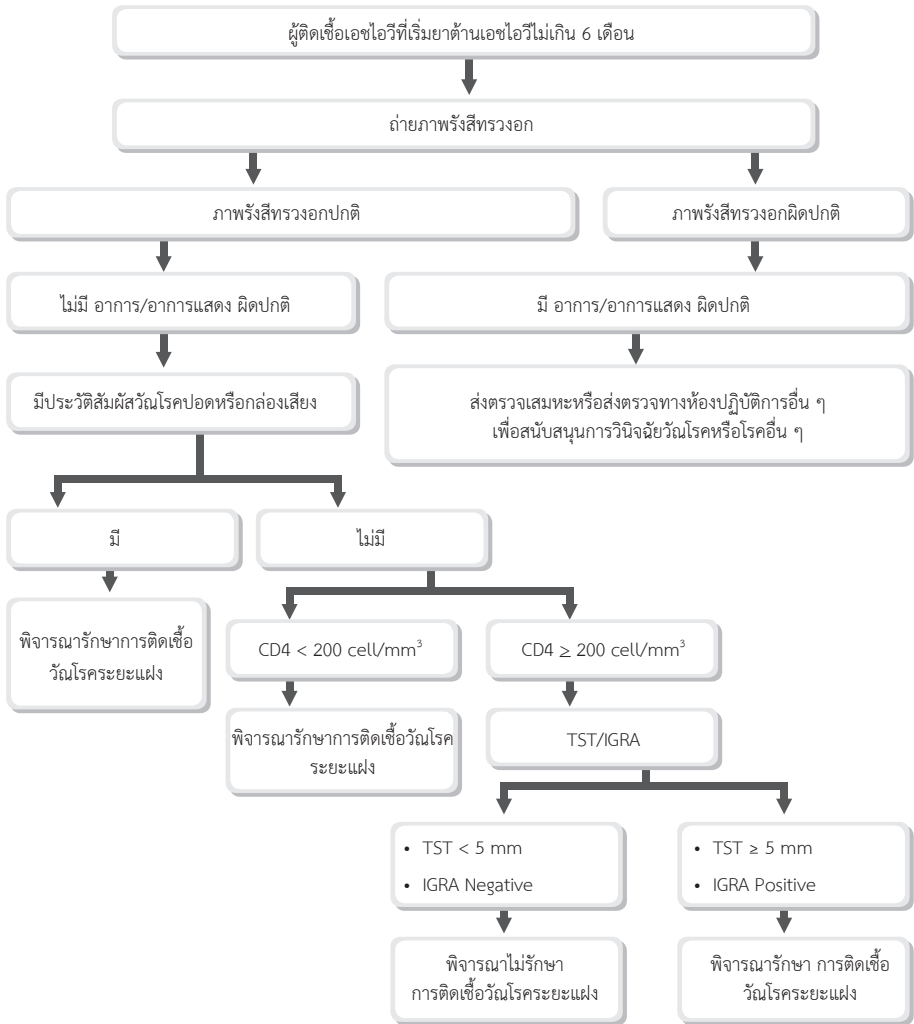 ผู้ติดเชื้อเอชไอวีที่เริ่มยาต้านเอชไอวีไม่เกิน 6 เดือน
ถ่ายภาพรังสีทรวงอก
ภาพรังสีทรวงอกปกติ
ภาพรังสีทรวงอกผิดปกติ
ไม่มี อาการ/อาการแสดง ผิดปกติ
มี อาการ/อาการแสดง ผิดปกติ
มีประวัติสัมผัสวัณโรคปอดหรือกล่องเสียง
ส่งตรวจเสมหะหรือส่งตรวจทางห้องปฏิบัติการอื่น ๆ
เพื่อสนับสนุนการวินิจฉัยวัณโรคหรือโรคอื่น ๆ
มี
ไม่มี
พิจารณารักษาการติดเชื้อ
วัณโรคระยะแฝง
CD4 < 200 cell/mm³
CD4 ≥ 200 cell/mm³
พิจารณารักษาการติดเชื้อวัณโรค
ระยะแฝง
TST/IGRA
• TST < 5 mm
• IGRA Negative
• TST ≥ 5 mm
• IGRA Positive
พิจารณาไม่รักษา
การติดเชื้อวัณโรคระยะแฝง
พิจารณารักษา การติดเชื้อ
วัณโรคระยะแฝง